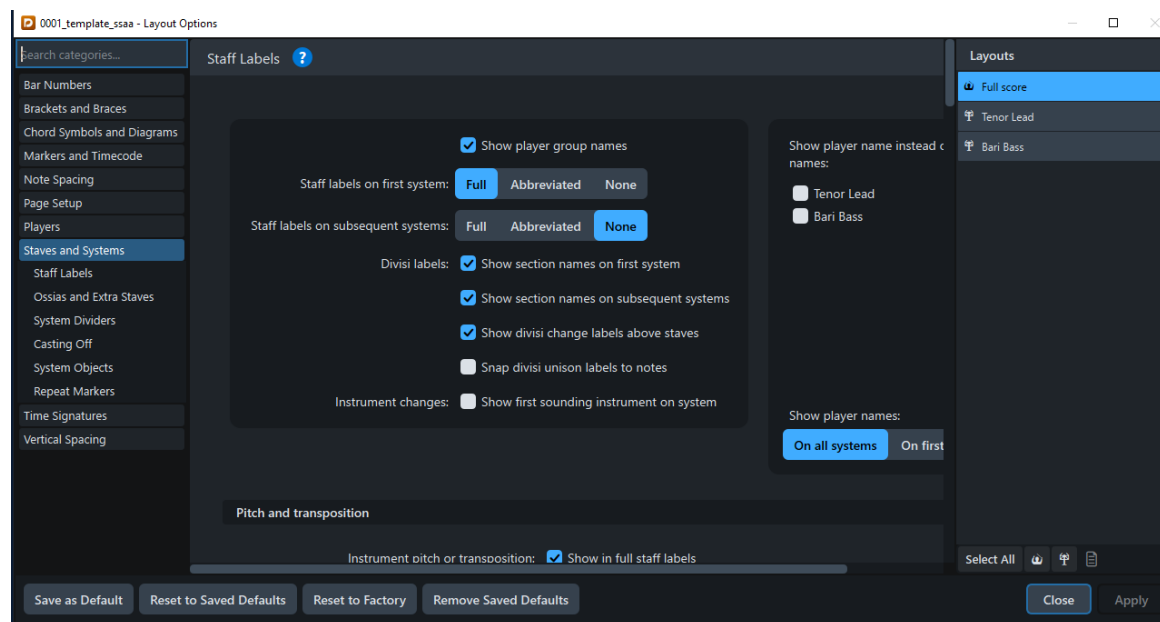 0001_template_ssaa - Layout Options
Search categories...
Bar Numbers
Brackets and Braces
Chord Symbols and Diagrams
Markers and Timecode
Note Spacing
Page Setup
Players
Staves and Systems
Staff Labels
Ossias and Extra Staves
System Dividers
Casting Off
System Objects
Repeat Markers
Time Signatures
Vertical Spacing
Staff Labels ?
Show player group names
Staff labels on first system: Full Abbreviated None
Staff labels on subsequent systems: Full Abbreviated None
Divisi labels: Show section names on first system
Show section names on subsequent systems
Show divisi change labels above staves
Snap divisi unison labels to notes
Instrument changes: Show first sounding instrument on system
Show player name instead
names:
Tenor Lead
Bari Bass
Show player names:
On all systems On first
Pitch and transposition
Instrument pitch or transposition: Show in full staff labels
Layouts
Full score
Tenor Lead
Bari Bass
Select All
Save as Default Reset to Saved Defaults Reset to Factory Remove Saved Defaults Close Apply